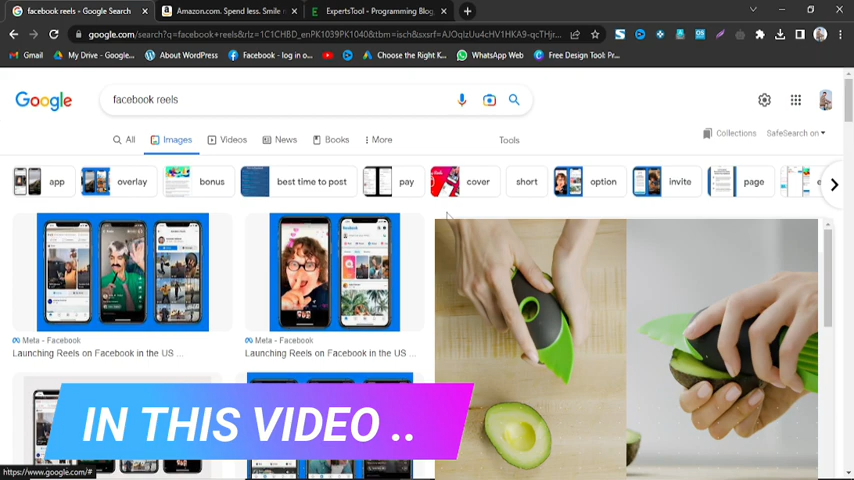 facebook reels - Google Search
Amazon.com. Spend less. Smile m
ExpertsTool - Programming Blog,
google.com/search?q=facebook+reels&rlz=1C1CHBD_enPK1039PK1040&tbm=isch&sxsrf=AJOqlzUu4cHV1HKA9-qcTHjrc...
Gmail
My Drive - Google...
About WordPress
Facebook - log in o...
Choose the Right K...
WhatsApp Web
Free Design Tool: Pr...
Google
facebook reels
All
Images
Videos
News
Books
More
Tools
Collections
SafeSearch on
app
overlay
bonus
best time to post
pay
cover
short
option
invite
page
Meta - Facebook
Launching Reels on Facebook in the US ...
Meta - Facebook
Launching Reels on Facebook in the US ...
IN THIS VIDEO ..
https://www.google.com/#